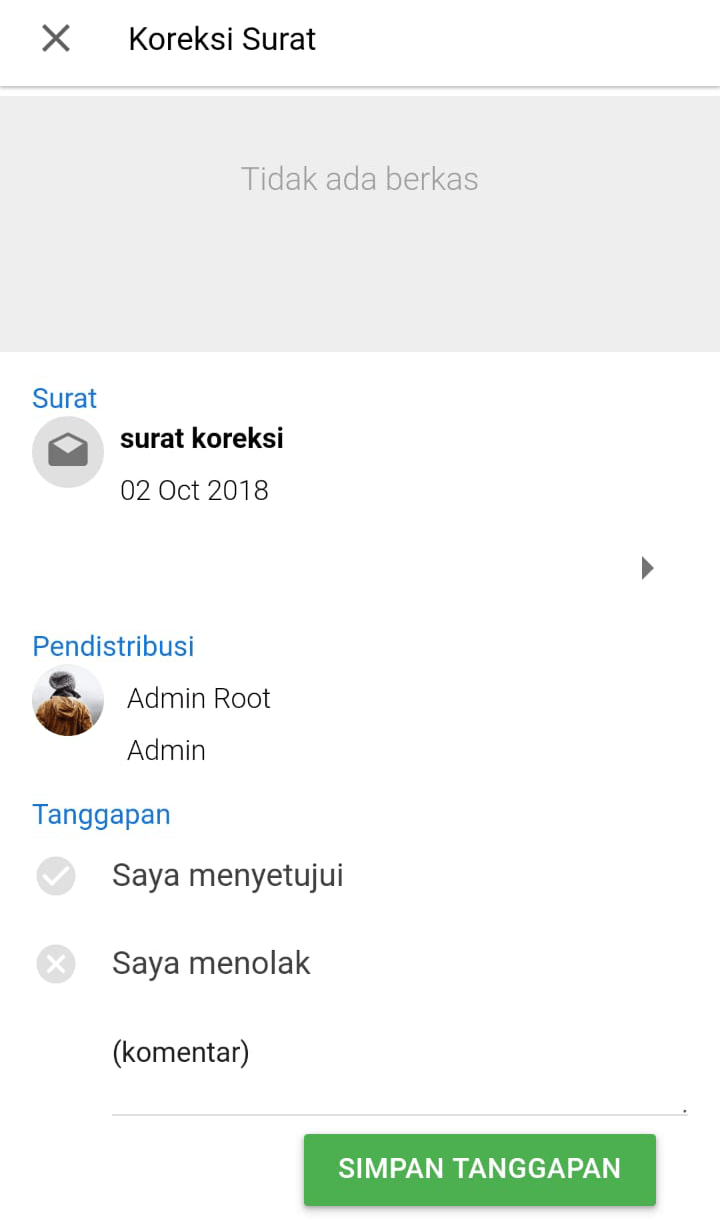 Koreksi Surat
Tidak ada berkas
Surat
surat koreksi
02 Oct 2018
Pendistribusi
Admin Root
Admin
Tanggapan
Saya menyetujui
Saya menolak
(komentar)
SIMPAN TANGGAPAN